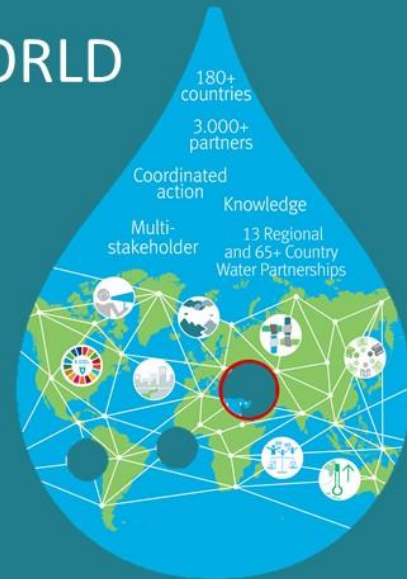 ORLD
180+
countries
3.000+
partners
Coordinated
action
Knowledge
Multi-
stakeholder
13 Regional
and 65+ Country
Water Partnerships